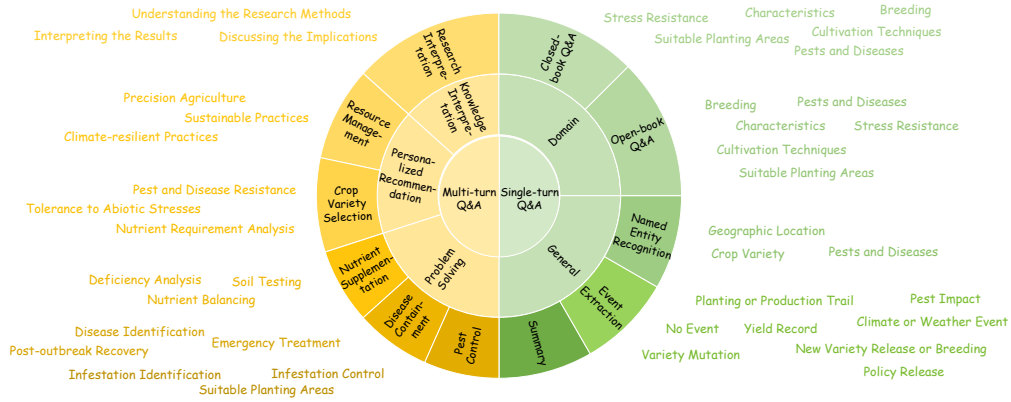 Understanding the Research Methods
Interpreting the Results
Discussing the Implications
Precision Agriculture
Sustainable Practices
Climate-resilient Practices
Pest and Disease Resistance
Tolerance to Abiotic Stresses
Nutrient Requirement Analysis
Deficiency Analysis
Soil Testing
Nutrient Balancing
Disease Identification
Emergency Treatment
Post-outbreak Recovery
Infestation Identification
Infestation Control
Suitable Planting Areas
Research
Interpre-
tation
Resource
Manage-
ment
Crop
Variety
Selection
Nutrient
Supplemen-
tation
Disease
Contain-
ment
Pest
Control
Knowledge
Interpre-
tation
Persona-
lized
Recommen-
dation
Problem
Solving
Multi-turn
Q&A
Single-turn
Q&A
Domain
General
Closed-
book Q&A
Open-book
Q&A
Named
Entity
Recognition
Event
Extraction
Summary
Stress Resistance
Characteristics
Breeding
Suitable Planting Areas
Cultivation Techniques
Pests and Diseases
Breeding
Pests and Diseases
Characteristics
Stress Resistance
Cultivation Techniques
Suitable Planting Areas
Geographic Location
Crop Variety
Pests and Diseases
Planting or Production Trail
Pest Impact
No Event
Yield Record
Climate or Weather Event
Variety Mutation
New Variety Release or Breeding
Policy Release